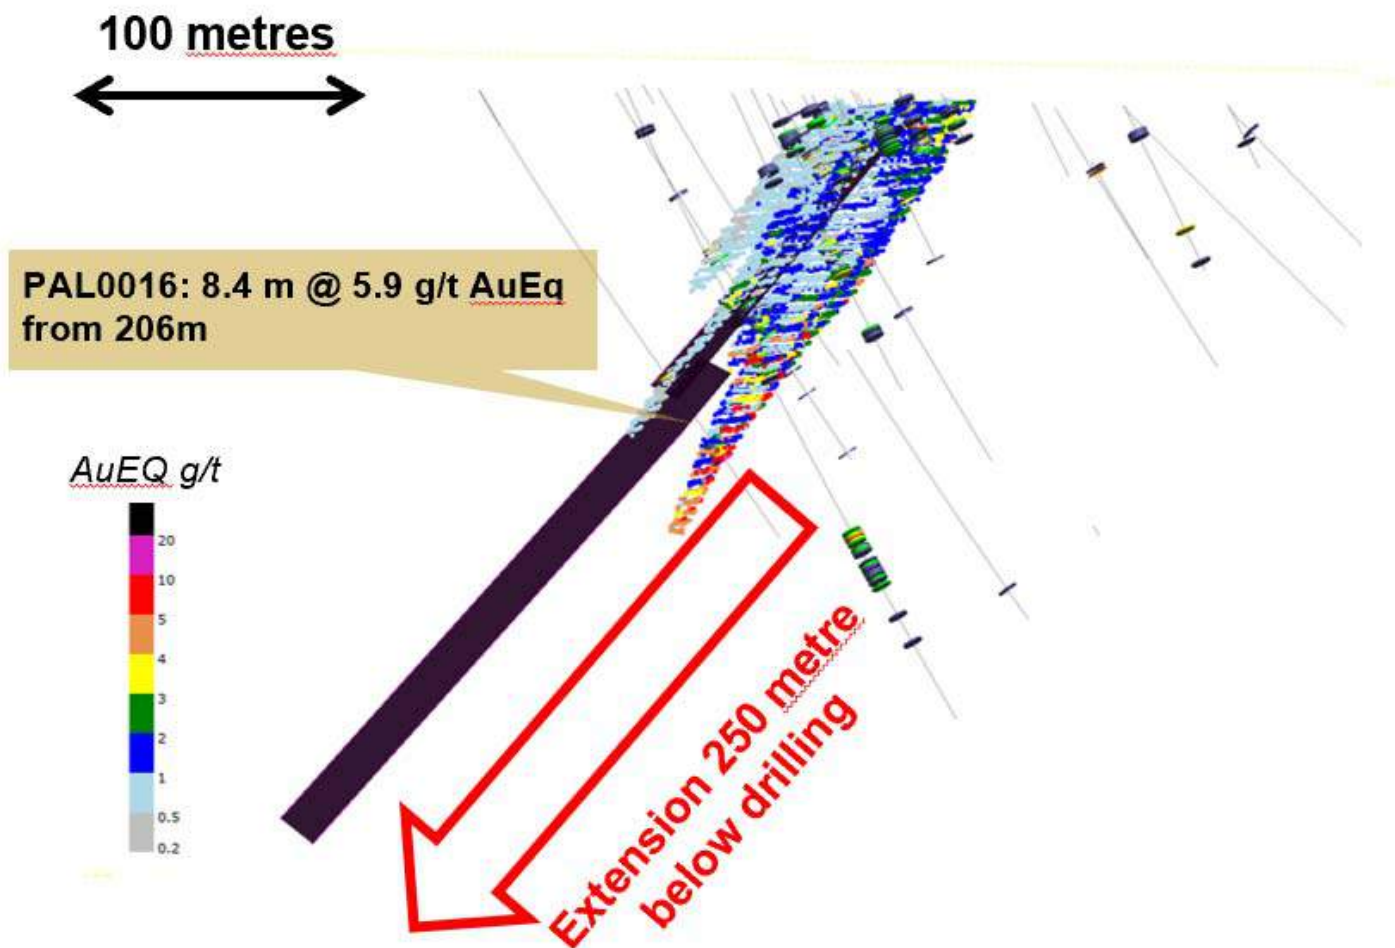 100 metres
PAL0016: 8.4 m @ 5.9 g/t AuEq
from 206m
AuEQ g/t
20
10
5
4
3
2
1
0.5
0.2
Extension 250 metre
below drilling